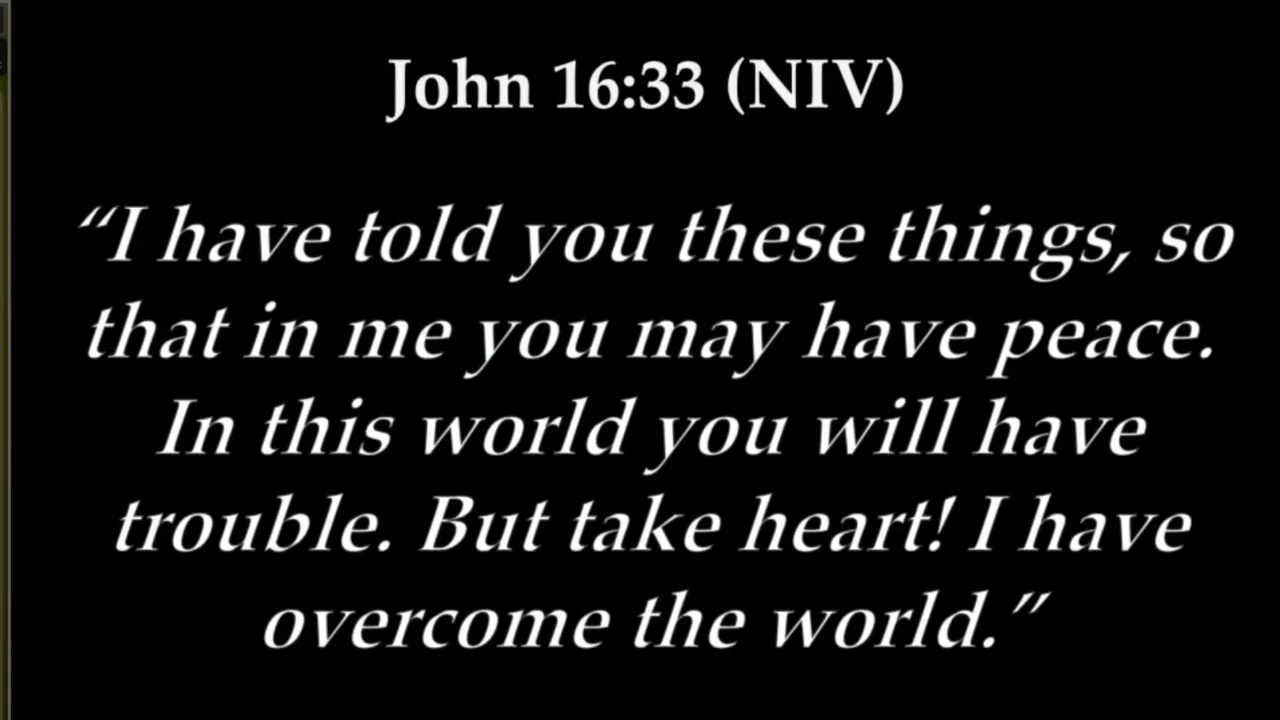 John 16:33 (NIV)
“I have told you these things, so
that in me you may have peace.
In this world you will have
trouble. But take heart! I have
overcome the world.”